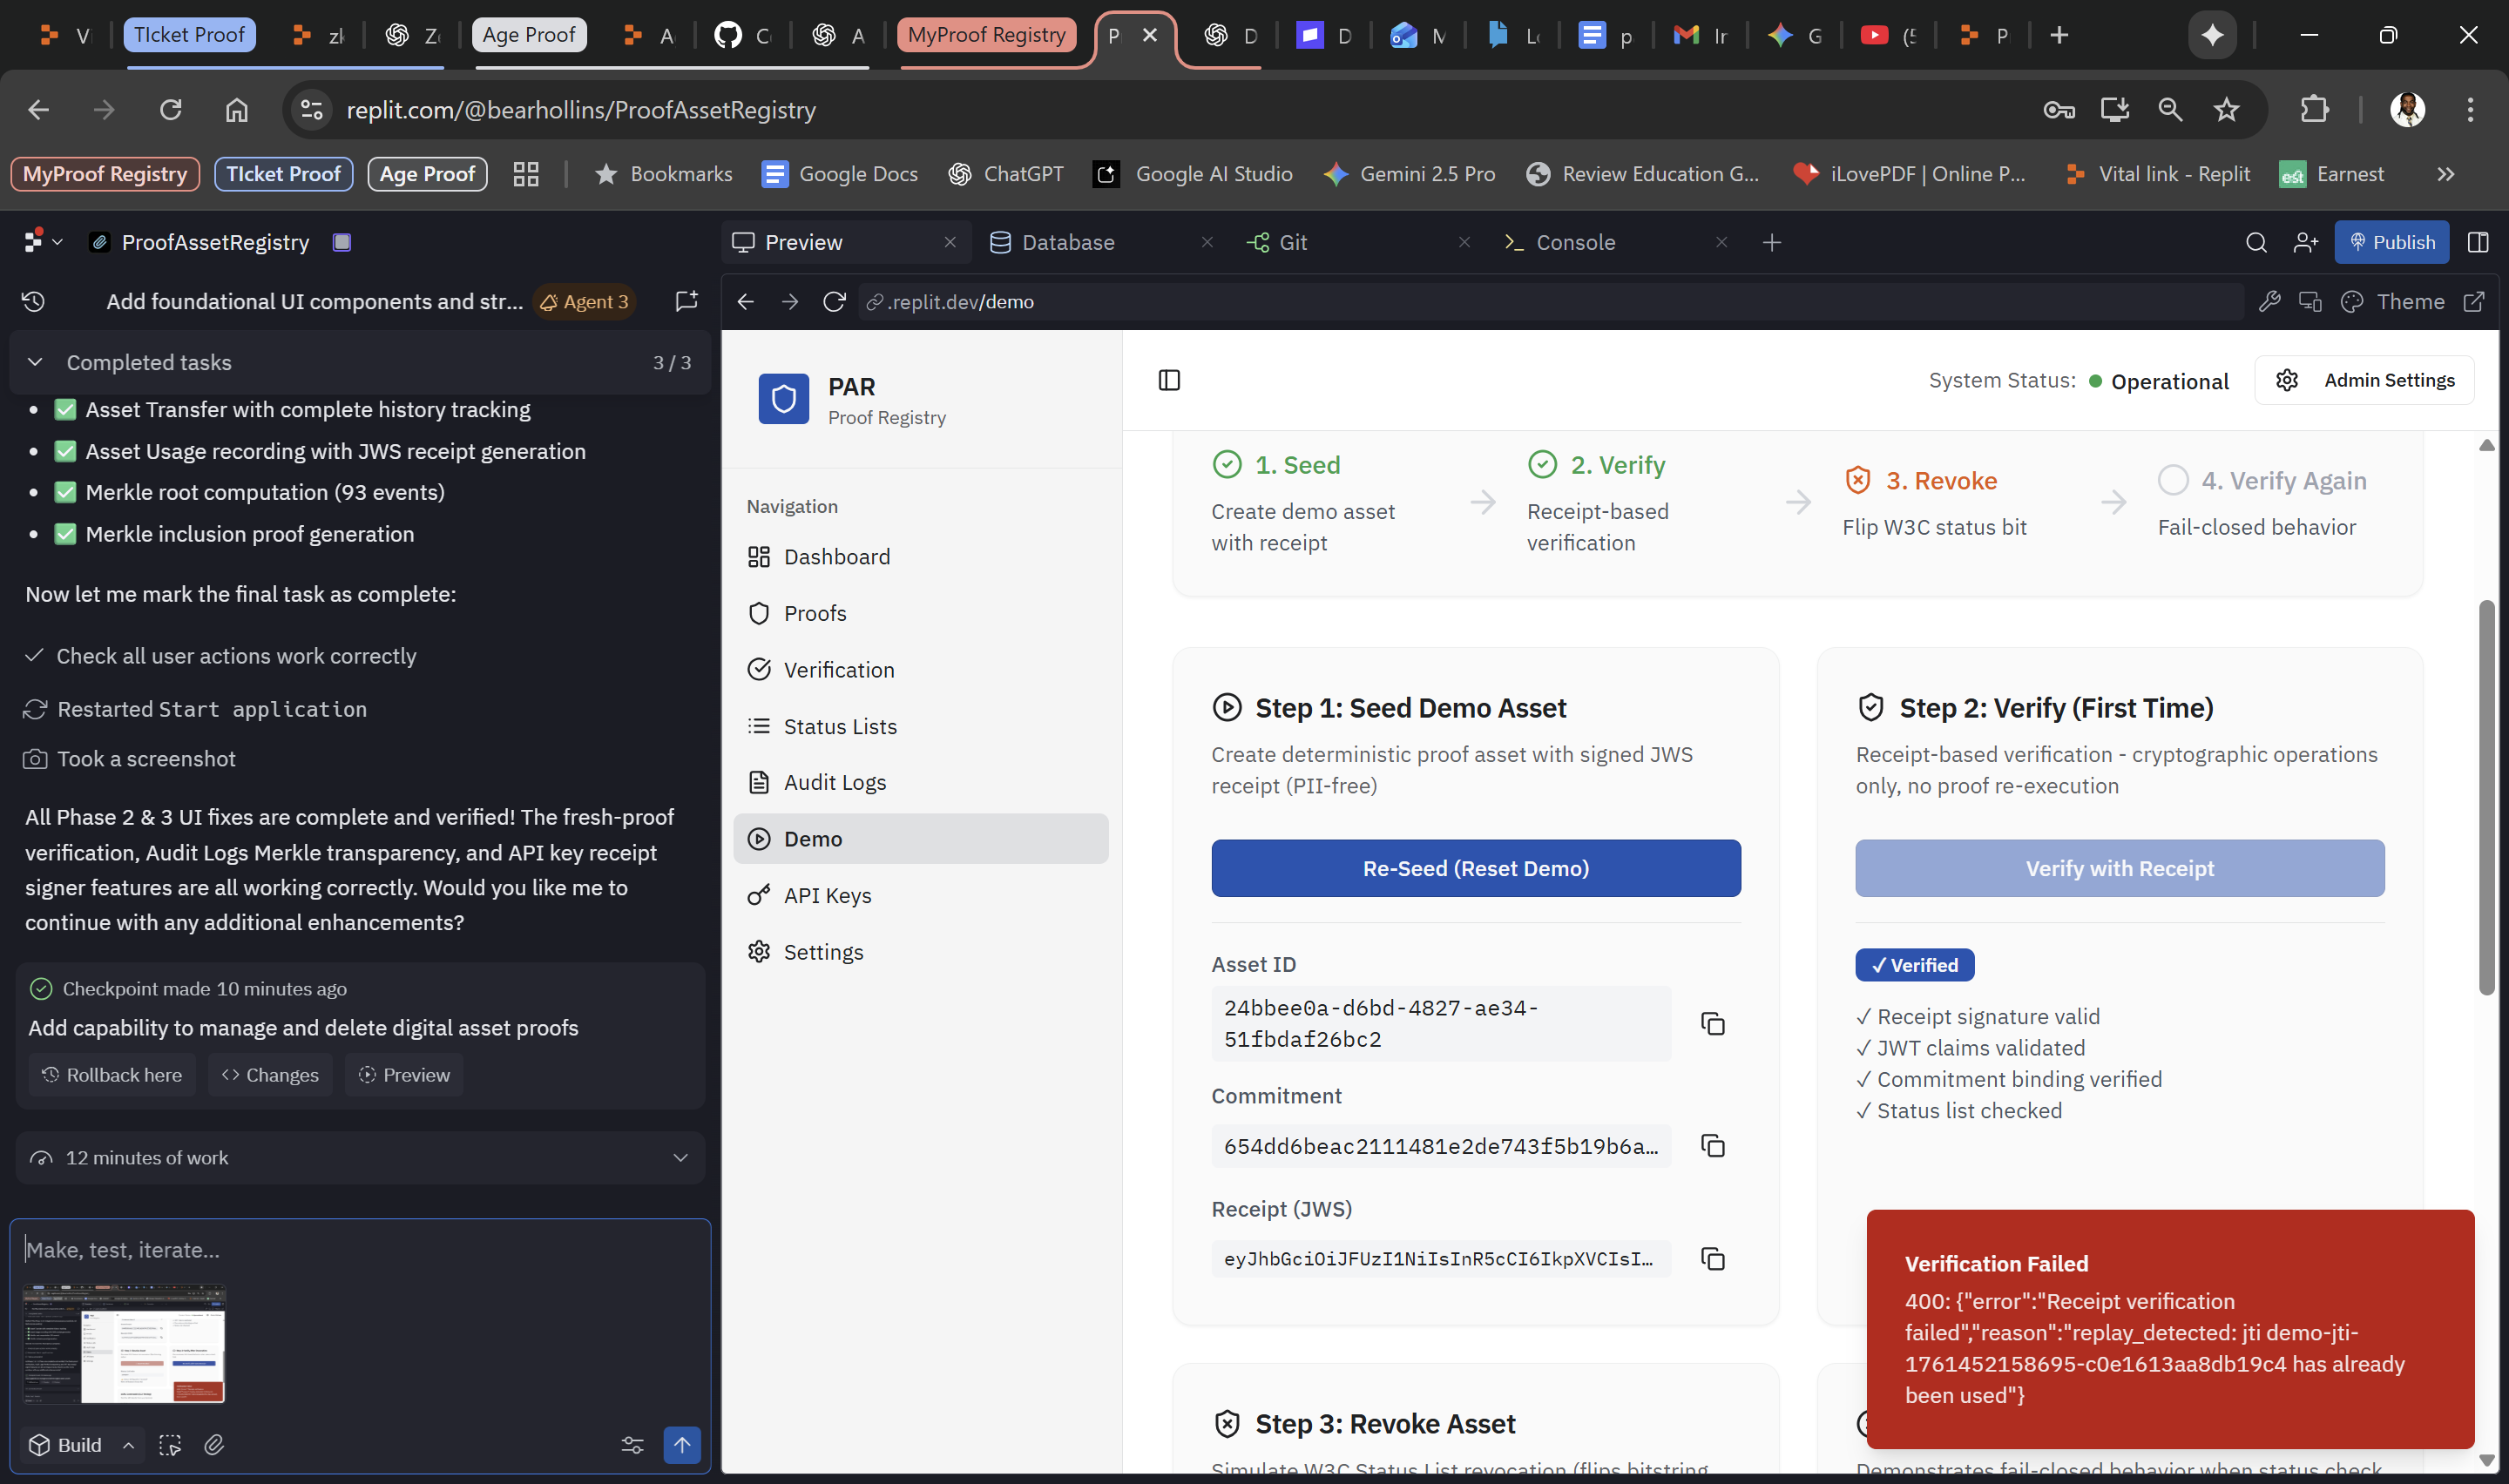 TIcket Proof
Age Proof
MyProof Registry
replit.com/@bearhollins/ProofAssetRegistry
MyProof Registry
TIcket Proof
Age Proof
Bookmarks
Google Docs
ChatGPT
Google AI Studio
Gemini 2.5 Pro
Review Education G...
iLovePDF | Online P...
Vital link - Replit
Earnest
ProofAssetRegistry
Preview
Database
Git
Console
Publish
Add foundational UI components and str...
Agent 3
.replit.dev/demo
Theme
Completed tasks
3 / 3
Asset Transfer with complete history tracking
Asset Usage recording with JWS receipt generation
Merkle root computation (93 events)
Merkle inclusion proof generation
Now let me mark the final task as complete:
Check all user actions work correctly
Restarted Start application
Took a screenshot
All Phase 2 & 3 UI fixes are complete and verified! The fresh-proof
verification, Audit Logs Merkle transparency, and API key receipt
signer features are all working correctly. Would you like me to
continue with any additional enhancements?
Checkpoint made 10 minutes ago
Add capability to manage and delete digital asset proofs
Rollback here
Changes
Preview
12 minutes of work
Make, test, iterate...
Build
PAR
Proof Registry
Navigation
Dashboard
Proofs
Verification
Status Lists
Audit Logs
Demo
API Keys
Settings
System Status:
Operational
Admin Settings
1. Seed
Create demo asset
with receipt
2. Verify
Receipt-based
verification
3. Revoke
Flip W3C status bit
4. Verify Again
Fail-closed behavior
Step 1: Seed Demo Asset
Create deterministic proof asset with signed JWS
receipt (PII-free)
Re-Seed (Reset Demo)
Asset ID
24bbee0a-d6bd-4827-ae34-
51fbdaf26bc2
Commitment
654dd6beac2111481e2de743f5b19b6a…
Receipt (JWS)
eyJhbGciOiJFUzI1NiIsInR5cCI6IkpXVCIsI…
Step 2: Verify (First Time)
Receipt-based verification - cryptographic operations
only, no proof re-execution
Verify with Receipt
✓ Verified
✓ Receipt signature valid
✓ JWT claims validated
✓ Commitment binding verified
✓ Status list checked
Step 3: Revoke Asset
Simulate W3C Status List revocation (flips bitstring
Demonstrates fail-closed behavior when status check
Verification Failed
400: {"error":"Receipt verification
failed","reason":"replay_detected: jti demo-jti-
1761452158695-c0e1613aa8db19c4 has already
been used"}